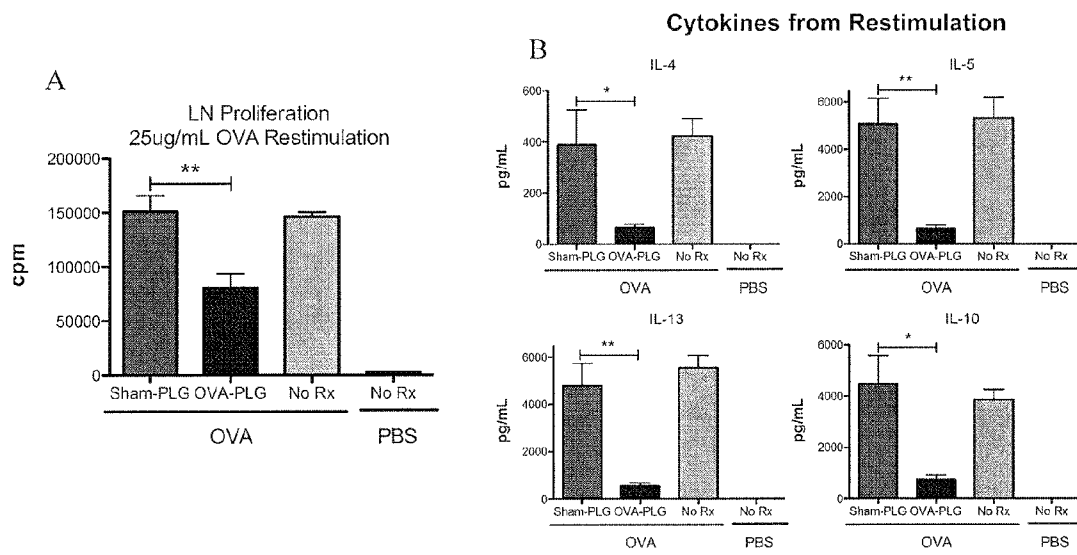 A
LN Proliferation
25ug/mL OVA Restimulation
200000
150000
100000
50000
0
cpm
**
Sham-PLG OVA-PLG No Rx No Rx
OVA PBS
Cytokines from Restimulation
B
IL-4
600
400
200
0
pg/mL
*
Sham-PLG OVA-PLG No Rx No Rx
OVA PBS
IL-5
6000
4000
2000
0
pg/mL
**
Sham-PLG OVA-PLG No Rx No Rx
OVA PBS
IL-13
6000
4000
2000
0
pg/mL
**
Sham-PLG OVA-PLG No Rx No Rx
OVA PBS
IL-10
6000
4000
2000
0
pg/mL
*
Sham-PLG OVA-PLG No Rx No Rx
OVA PBS